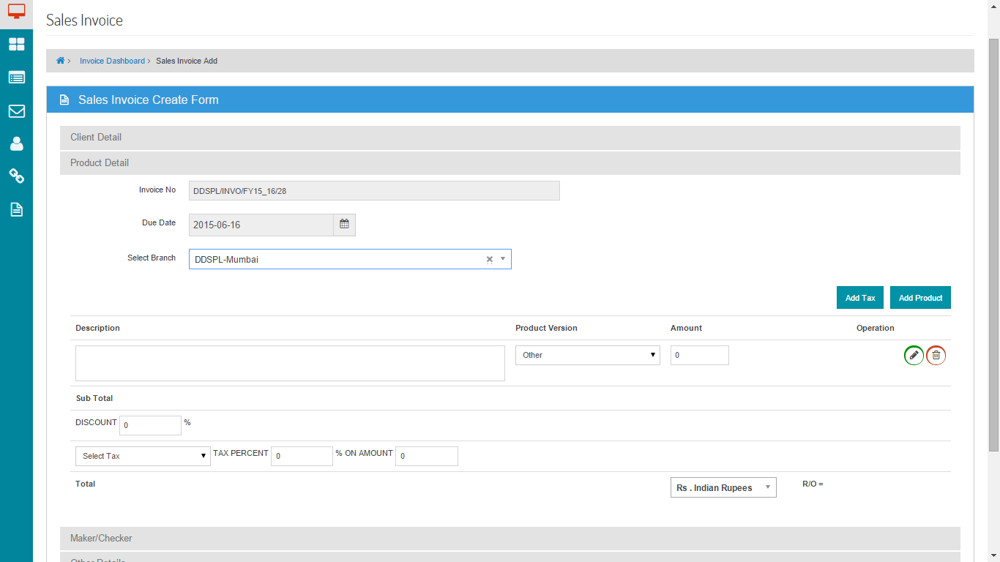 Sales Invoice
Invoice Dashboard › Sales Invoice Add
Sales Invoice Create Form
Client Detail
Product Detail
Invoice No DDSPL/INVO/FY15_16/28
Due Date 2015-06-16
Select Branch DDSPL-Mumbai
Add Tax Add Product
Description Product Version Amount Operation
Other 0
Sub Total
DISCOUNT 0 %
Select Tax TAX PERCENT 0 % ON AMOUNT 0
Total Rs . Indian Rupees R/O =
Maker/Checker
Other Details